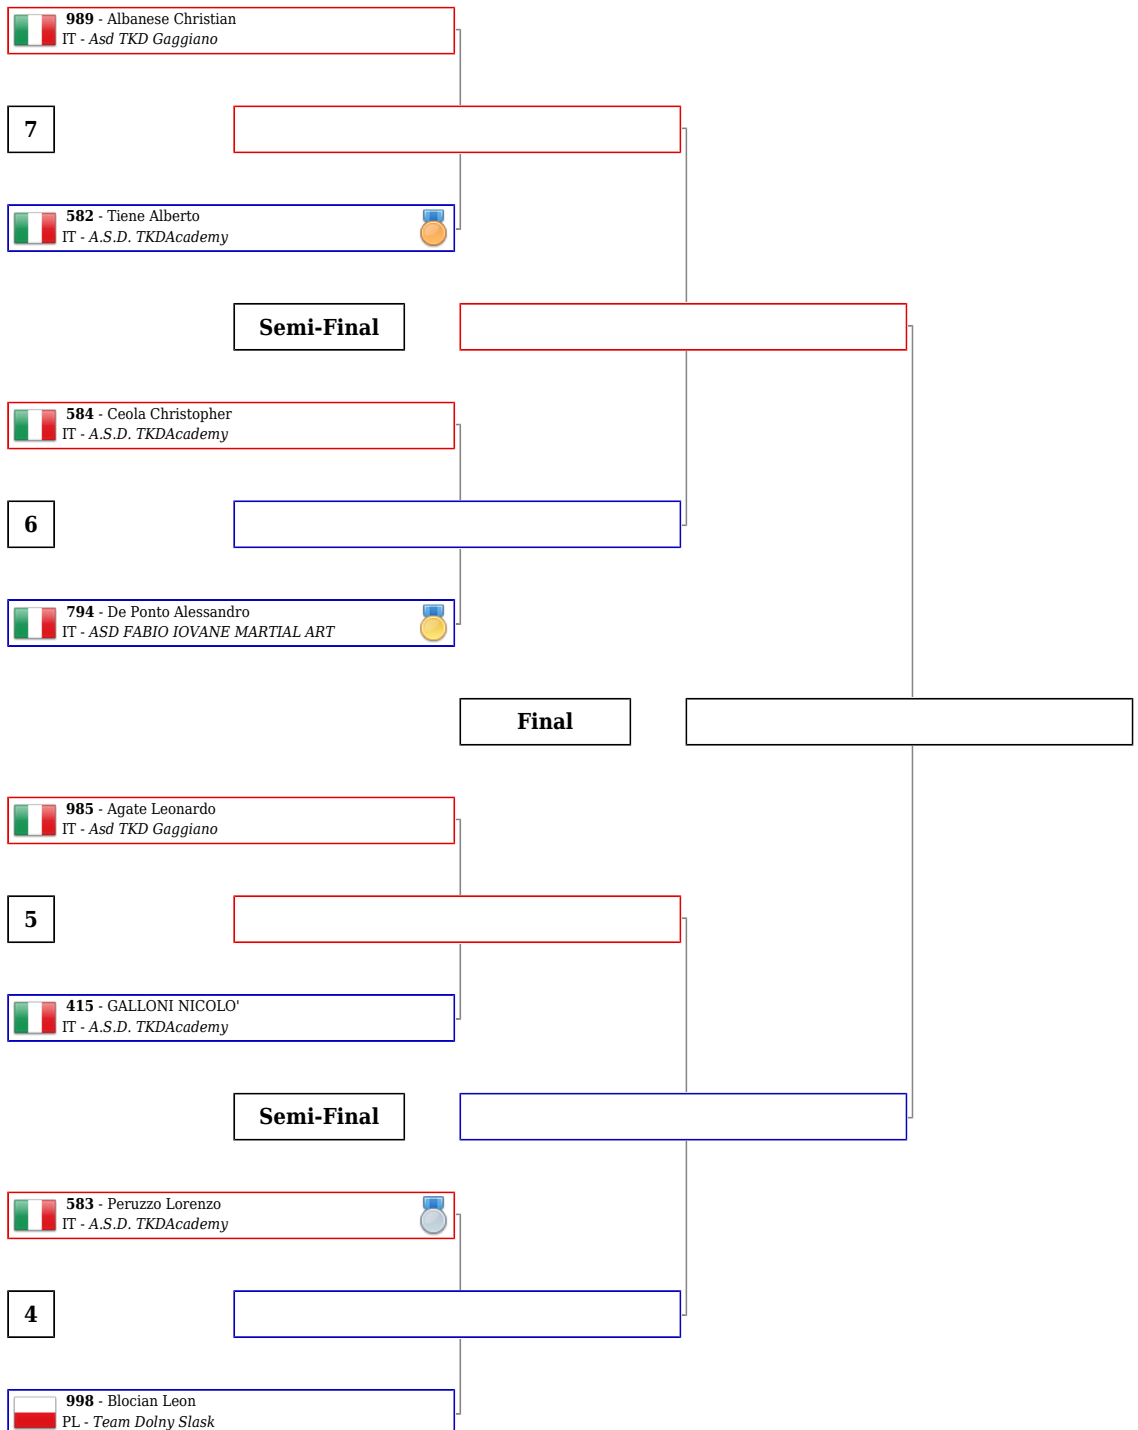 989 - Albanese Christian
IT - Asd TKD Gaggiano
7
582 - Tiene Alberto
IT - A.S.D. TKDAcademy
Semi-Final
584 - Ceola Christopher
IT - A.S.D. TKDAcademy
6
794 - De Ponto Alessandro
IT - ASD FABIO IOVANE MARTIAL ART
Final
985 - Agate Leonardo
IT - Asd TKD Gaggiano
5
415 - GALLONI NICOLO'
IT - A.S.D. TKDAcademy
Semi-Final
583 - Peruzzo Lorenzo
IT - A.S.D. TKDAcademy
4
998 - Blocian Leon
PL - Team Dolny Slask